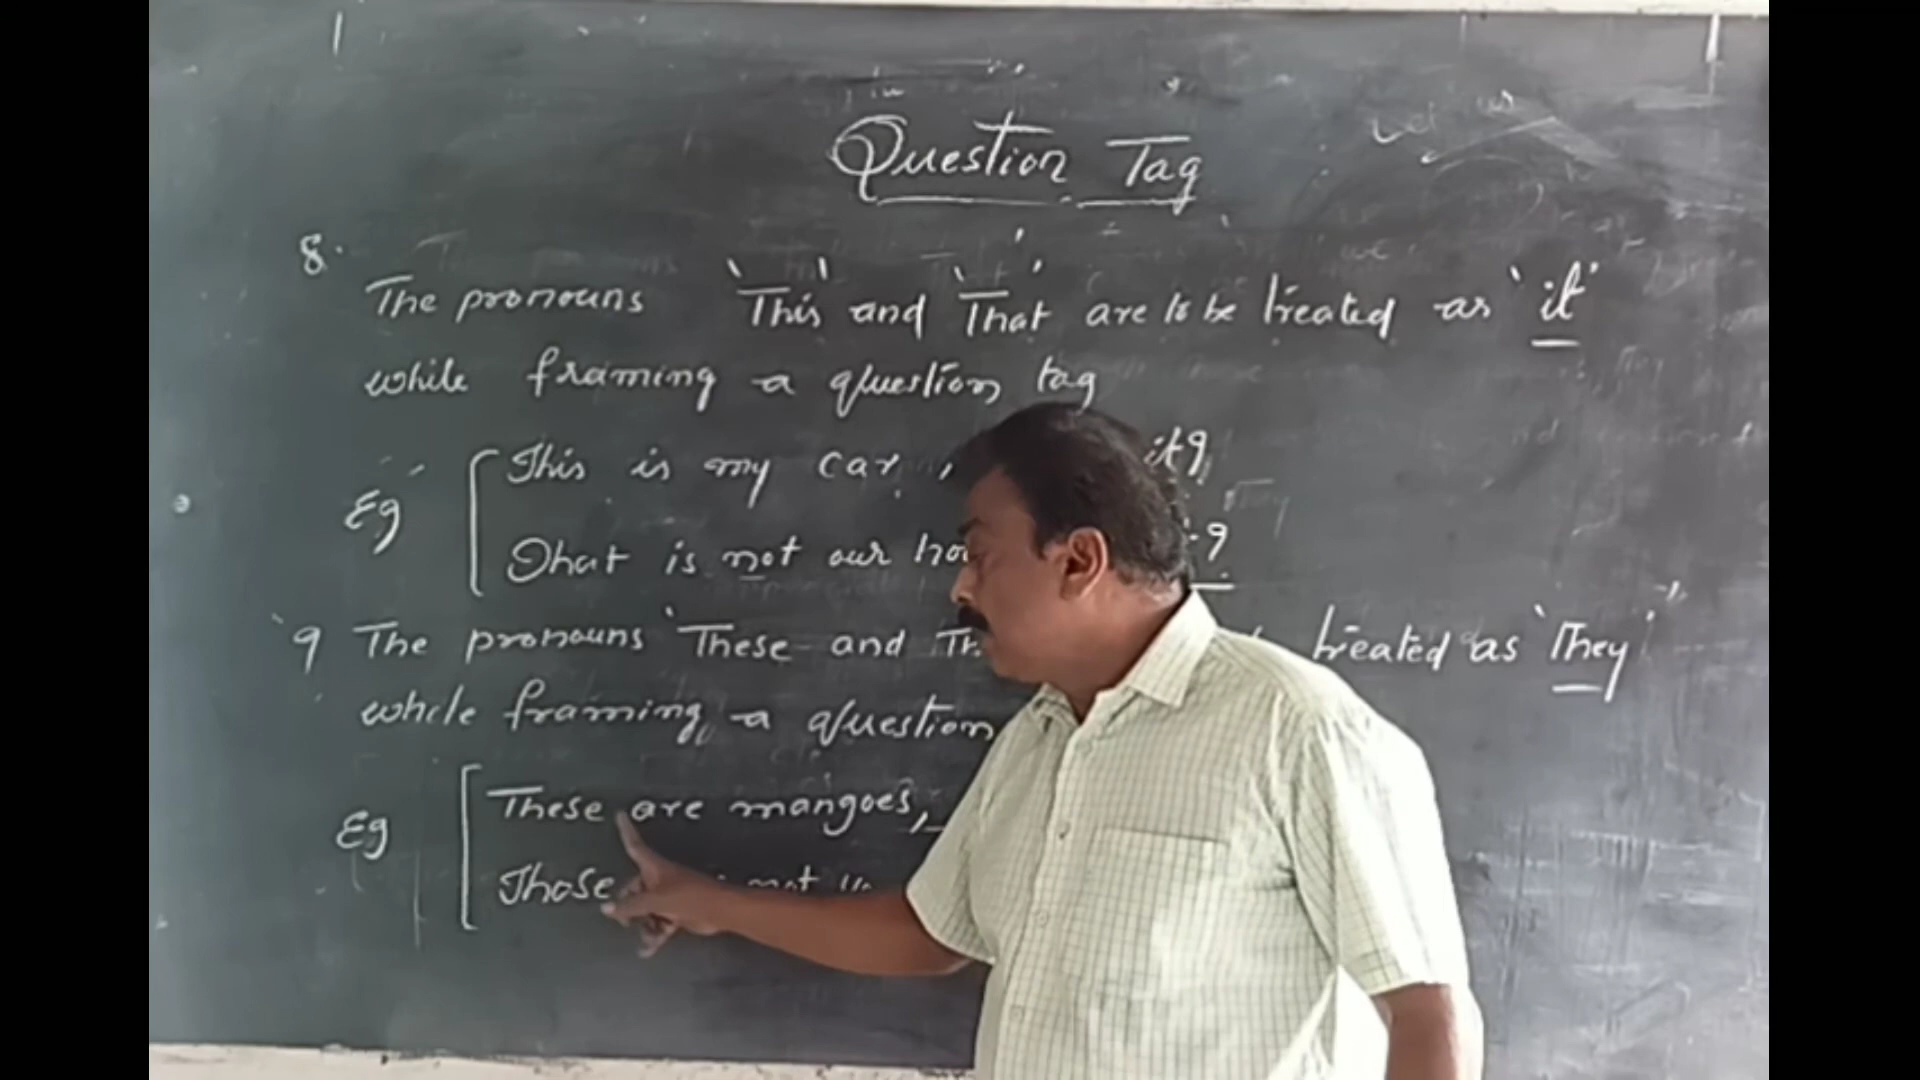 Question Tag
8. The pronouns 'This' and 'That' are to be treated as 'it'
while framing a question tag
Eg This is my car, it?
That is not our ?
9 The pronouns 'These and treated as 'They'
while framing a question
Eg These are mangoes,
Those not